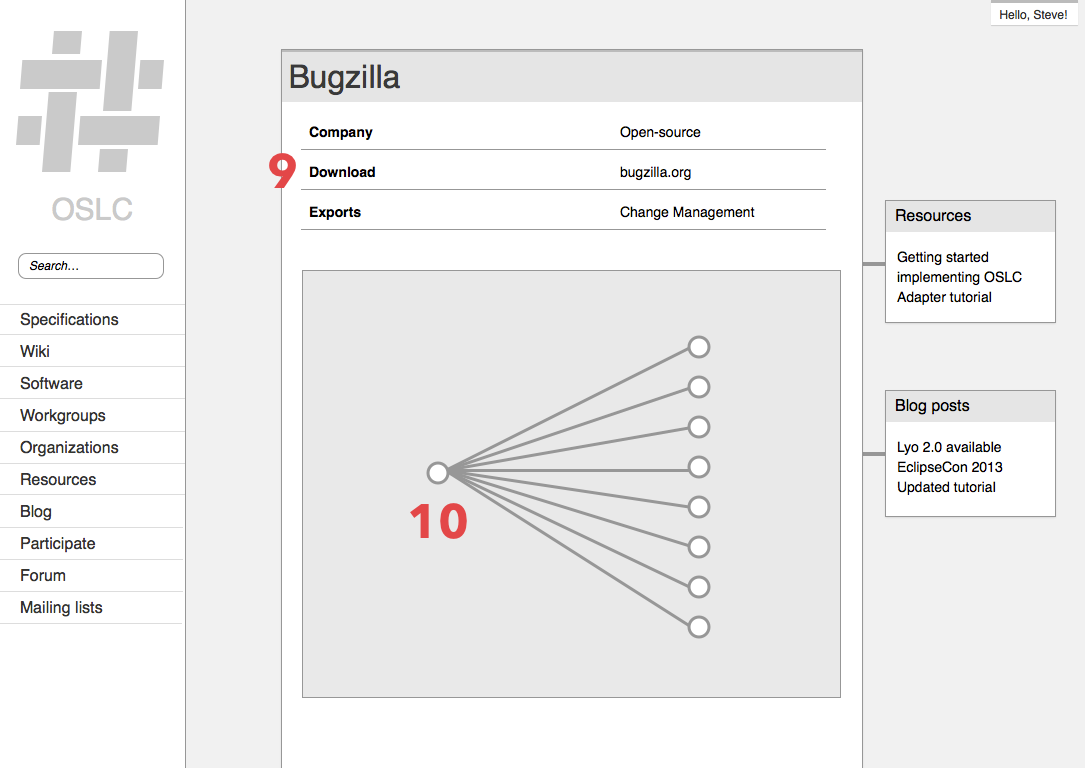 Hello, Steve!
OSLC
Search...
Specifications
Wiki
Software
Workgroups
Organizations
Resources
Blog
Participate
Forum
Mailing lists
Bugzilla
Company Open-source
9
Download bugzilla.org
Exports Change Management
10
Resources
Getting started
implementing OSLC
Adapter tutorial
Blog posts
Lyo 2.0 available
EclipseCon 2013
Updated tutorial